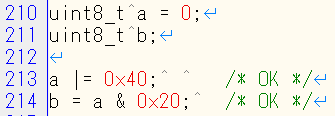 210 uint8_t^a = 0;↵
211 uint8_t^b;↵
212 ↵
213 a |= 0x40;^ ^ /* OK */↵
214 b = a & 0x20;^ /* OK */↵